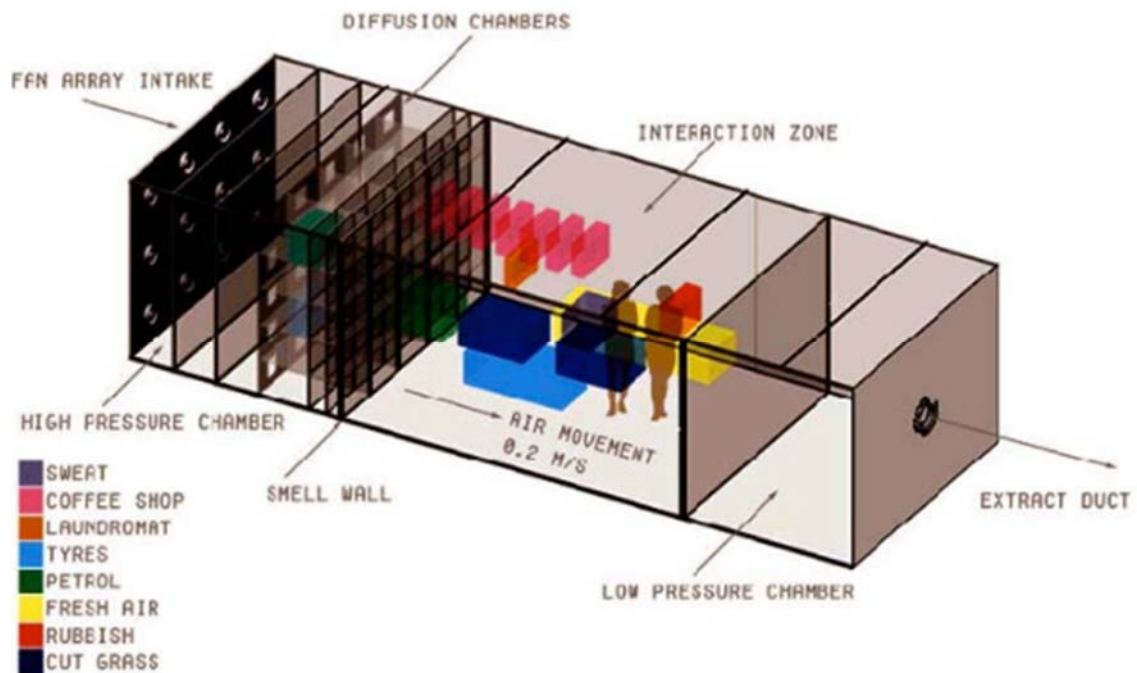 DIFFUSION CHAMBERS
FAN ARRAY INTAKE
INTERACTION ZONE
AIR MOVEMENT
0.2 M/S
HIGH PRESSURE CHAMBER
SMELL WALL
EXTRACT DUCT
LOW PRESSURE CHAMBER
SWEAT
COFFEE SHOP
LAUNDROMAT
TYRES
PETROL
FRESH AIR
RUBBISH
CUT GRASS